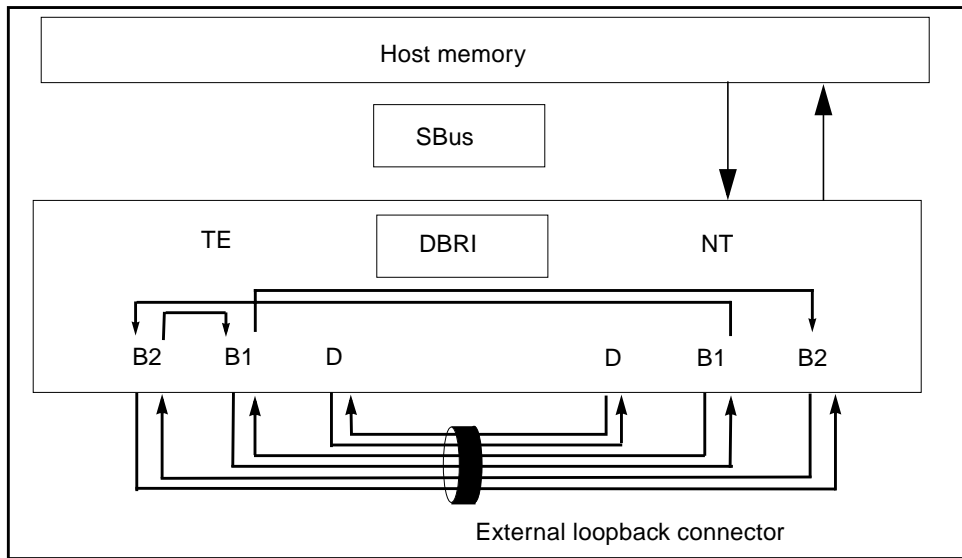 Host memory
SBus
TE DBRI NT
B2 B1 D D B1 B2
External loopback connector